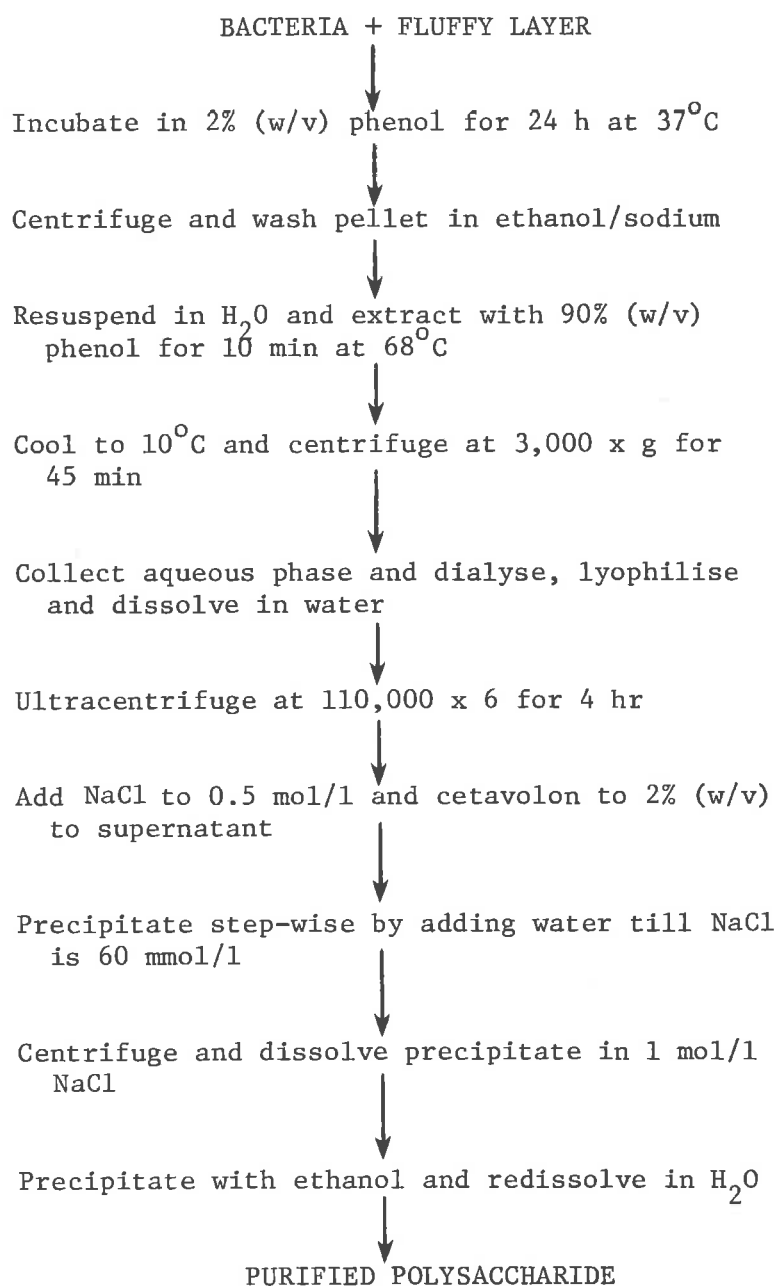 BACTERIA + FLUFFY LAYER
Incubate in 2% (w/v) phenol for 24 h at 37°C
Centrifuge and wash pellet in ethanol/sodium
Resuspend in H₂O and extract with 90% (w/v)
phenol for 10 min at 68°C
Cool to 10°C and centrifuge at 3,000 x g for
45 min
Collect aqueous phase and dialyse, lyophilise
and dissolve in water
Ultracentrifuge at 110,000 x 6 for 4 hr
Add NaCl to 0.5 mol/l and cetavolon to 2% (w/v)
to supernatant
Precipitate step-wise by adding water till NaCl
is 60 mmol/l
Centrifuge and dissolve precipitate in 1 mol/l
NaCl
Precipitate with ethanol and redissolve in H₂O
PURIFIED POLYSACCHARIDE